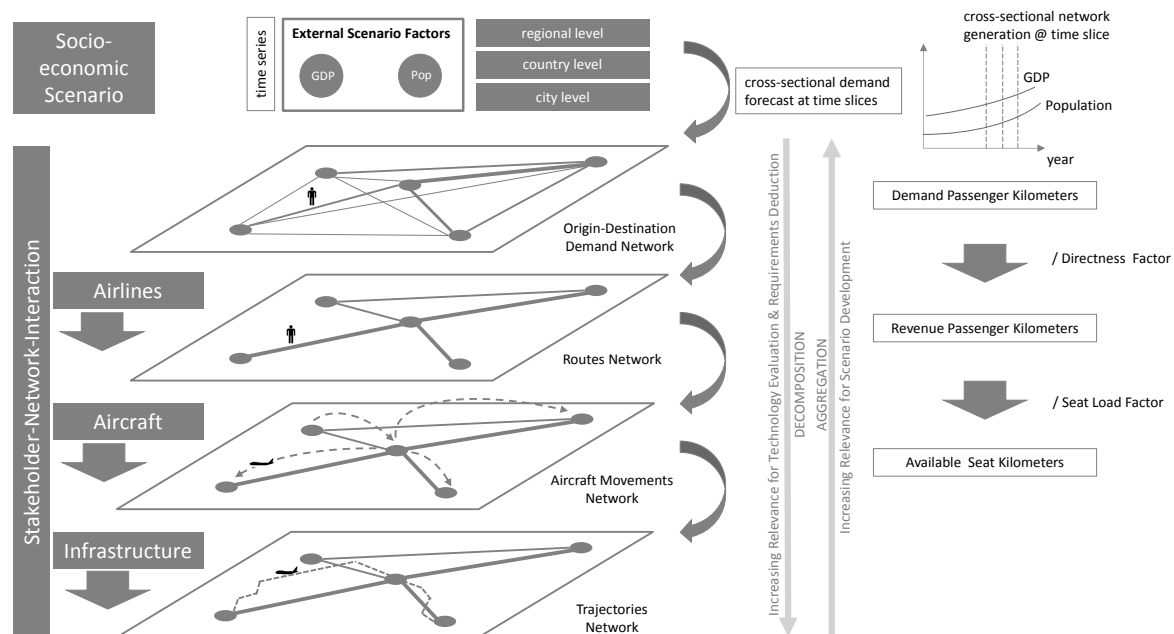 Socio-
economic
Scenario
time series
External Scenario Factors
GDP
Pop
regional level
country level
city level
cross-sectional demand
forecast at time slices
cross-sectional network
generation @ time slice
GDP
Population
year
Stakeholder-Network-Interaction
Origin-Destination
Demand Network
Airlines
Routes Network
Aircraft
Aircraft Movements
Network
Infrastructure
Trajectories
Network
Increasing Relevance for Technology Evaluation & Requirements Deduction
DECOMPOSITION
AGGREGATION
Increasing Relevance for Scenario Development
Demand Passenger Kilometers
/ Directness Factor
Revenue Passenger Kilometers
/ Seat Load Factor
Available Seat Kilometers